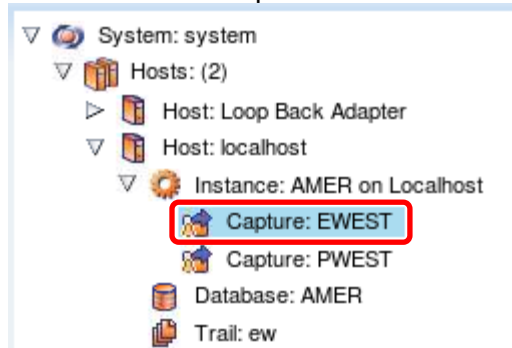 System: system
Hosts: (2)
Host: Loop Back Adapter
Host: localhost
Instance: AMER on Localhost
Capture: EWEST
Capture: PWEST
Database: AMER
Trail: ew